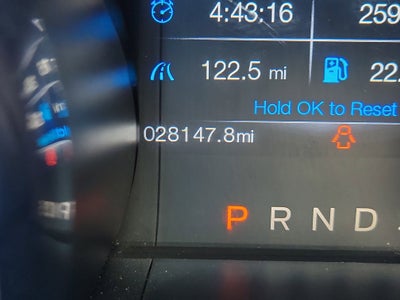 4:43:16 259
122.5 mi 22.
Hold OK to Reset
028147.8mi
P R N D